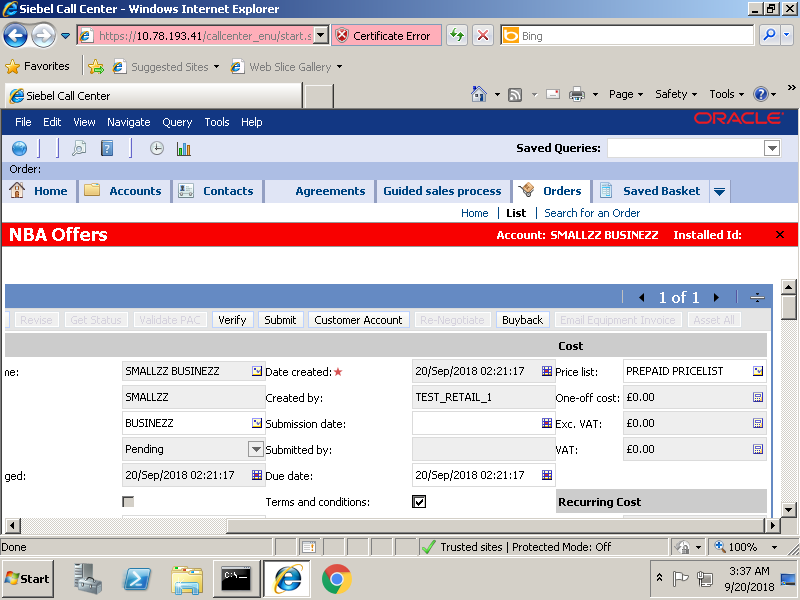 Siebel Call Center - Windows Internet Explorer
https://10.78.193.41/callcenter_enu/start.s Certificate Error Bing
Favorites Suggested Sites Web Slice Gallery
Siebel Call Center Page Safety Tools »
File Edit View Navigate Query Tools Help ORACLE
Saved Queries:
Order:
Home Accounts Contacts Agreements Guided sales process Orders Saved Basket
Home List Search for an Order
NBA Offers Account: SMALLZZ BUSINEZZ Installed Id:
1 of 1
Revise Get Status Validate PAC Verify Submit Customer Account Re-Negotiate Buyback Email Equipment Invoice Asset All
Cost
me: SMALLZZ BUSINEZZ Date created: 20/Sep/2018 02:21:17 Price list: PREPAID PRICELIST
SMALLZZ Created by: TEST_RETAIL_1 One-off cost: £0.00
BUSINEZZ Submission date: Exc. VAT: £0.00
Pending Submitted by: VAT: £0.00
ged: 20/Sep/2018 02:21:17 Due date: 20/Sep/2018 02:21:17
Terms and conditions: Recurring Cost
Done Trusted sites | Protected Mode: Off 100%
Start C:\ 3:37 AM
9/20/2018